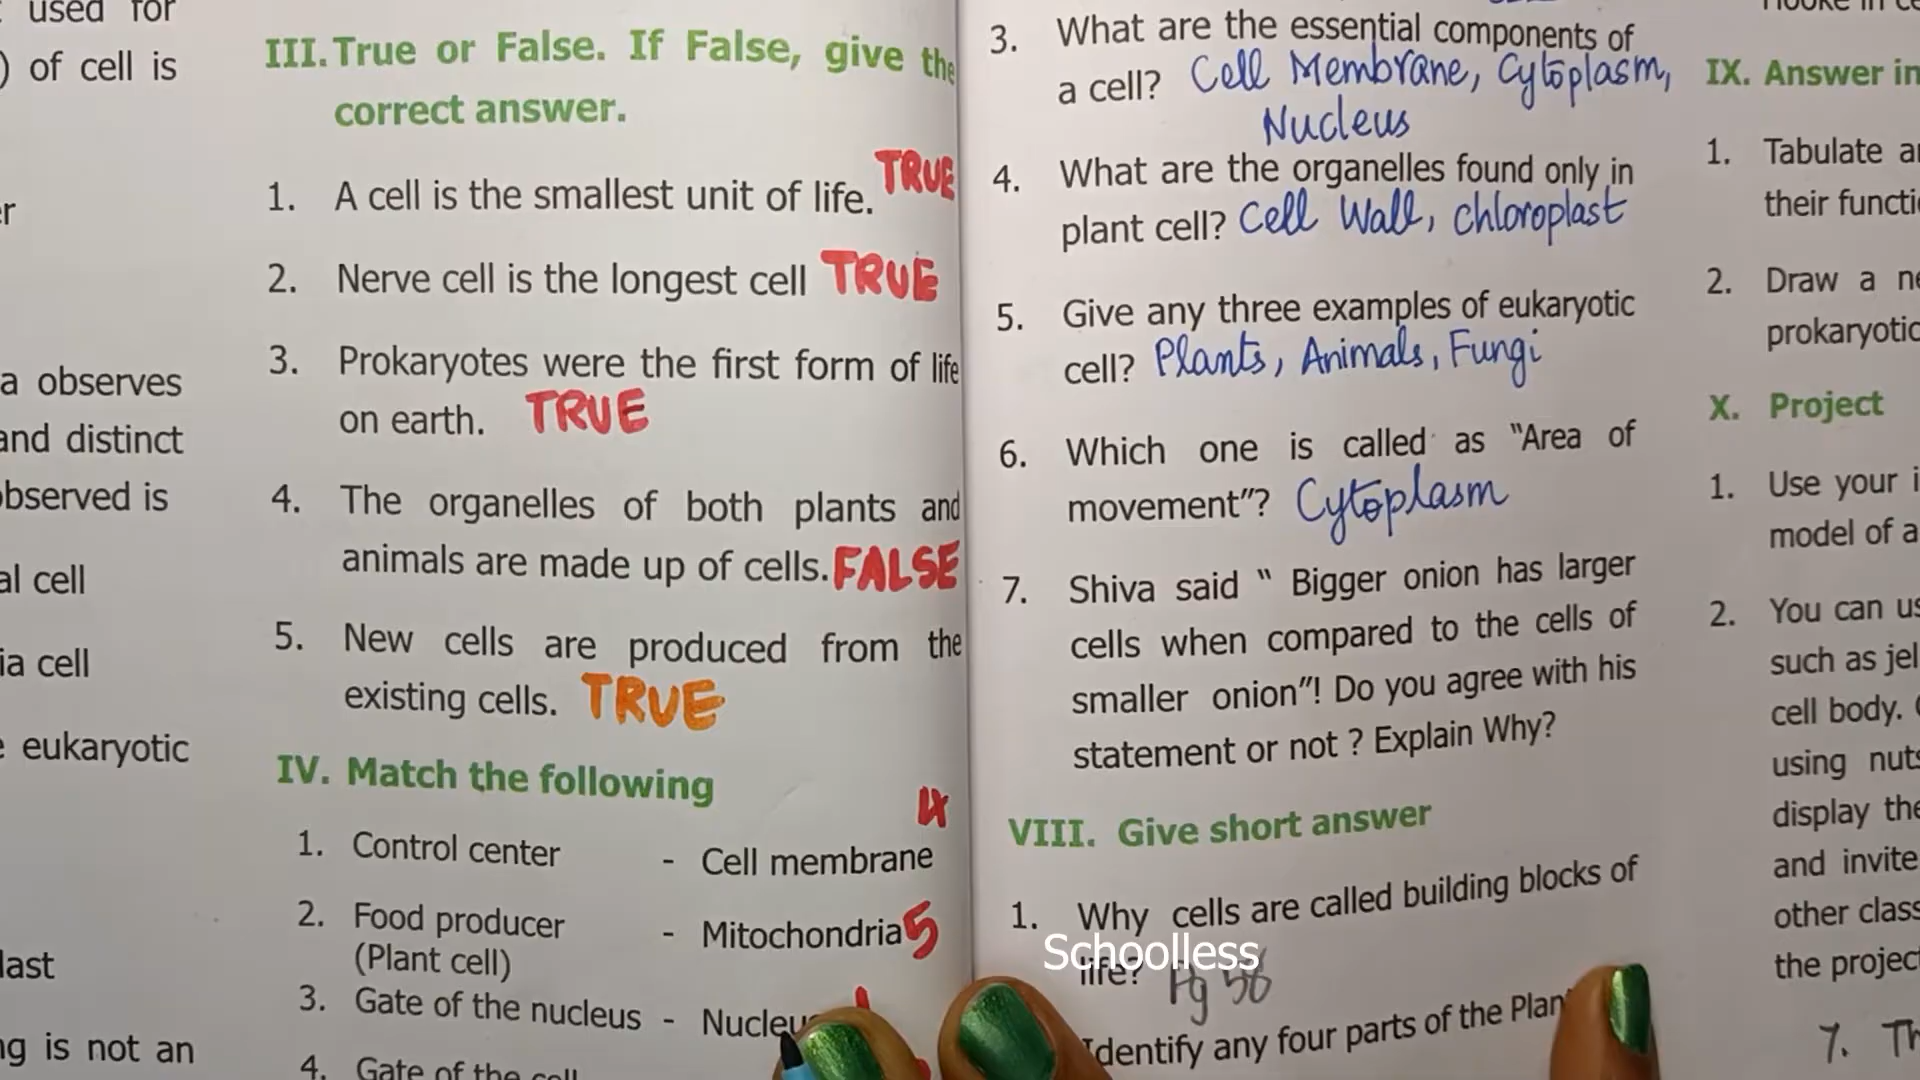 used for
) of cell is
er
a observes
and distinct
observed is
al cell
ia cell
e eukaryotic
last
ng is not an
III. True or False. If False, give the
correct answer.
1. A cell is the smallest unit of life. TRUE
2. Nerve cell is the longest cell TRUE
3. Prokaryotes were the first form of life
on earth. TRUE
4. The organelles of both plants and
animals are made up of cells. FALSE
5. New cells are produced from the
existing cells. TRUE
IV. Match the following
4
1. Control center - Cell membrane
2. Food producer - Mitochondria 5
(Plant cell)
3. Gate of the nucleus - Nucleus
4. Gate of the cell
3. What are the essential components of
a cell? Cell Membrane, Cytoplasm,
Nucleus
4. What are the organelles found only in
plant cell? Cell Wall, Chloroplast
5. Give any three examples of eukaryotic
cell? Plants, Animals, Fungi
6. Which one is called as "Area of
movement"? Cytoplasm
7. Shiva said " Bigger onion has larger
cells when compared to the cells of
smaller onion"! Do you agree with his
statement or not ? Explain Why?
VIII. Give short answer
1. Why cells are called building blocks of
life? Pg 58
Schoolless
Identify any four parts of the Plan
IX. Answer in
1. Tabulate a
their functi
2. Draw a ne
prokaryotic
X. Project
1. Use your i
model of a
2. You can us
such as jel
cell body.
using nuts
display the
and invite
other class
the project
7. Th